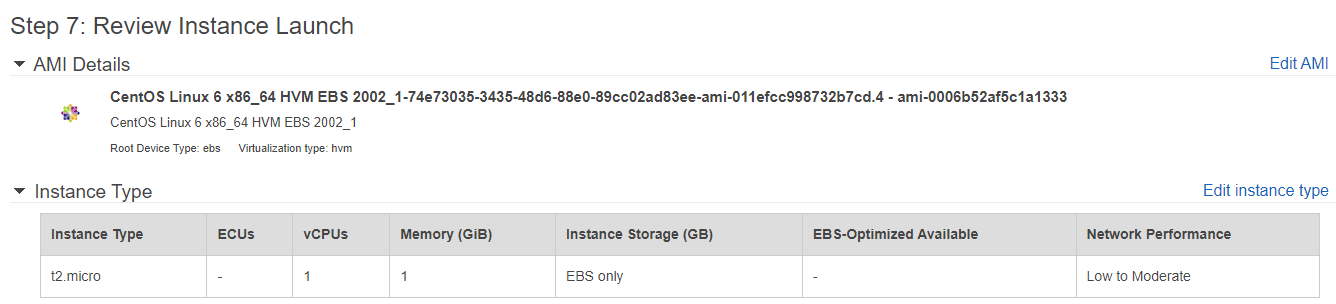 Step 7: Review Instance Launch
AMI Details
Edit AMI
CentOS Linux 6 x86_64 HVM EBS 2002_1-74e73035-3435-48d6-88e0-89cc02ad83ee-ami-011efcc998732b7cd.4 - ami-0006b52af5c1a1333
CentOS Linux 6 x86_64 HVM EBS 2002_1
Root Device Type: ebs Virtualization type: hvm
Instance Type
Edit instance type
Instance Type ECUs vCPUs Memory (GiB) Instance Storage (GB) EBS-Optimized Available Network Performance
t2.micro - 1 1 EBS only - Low to Moderate